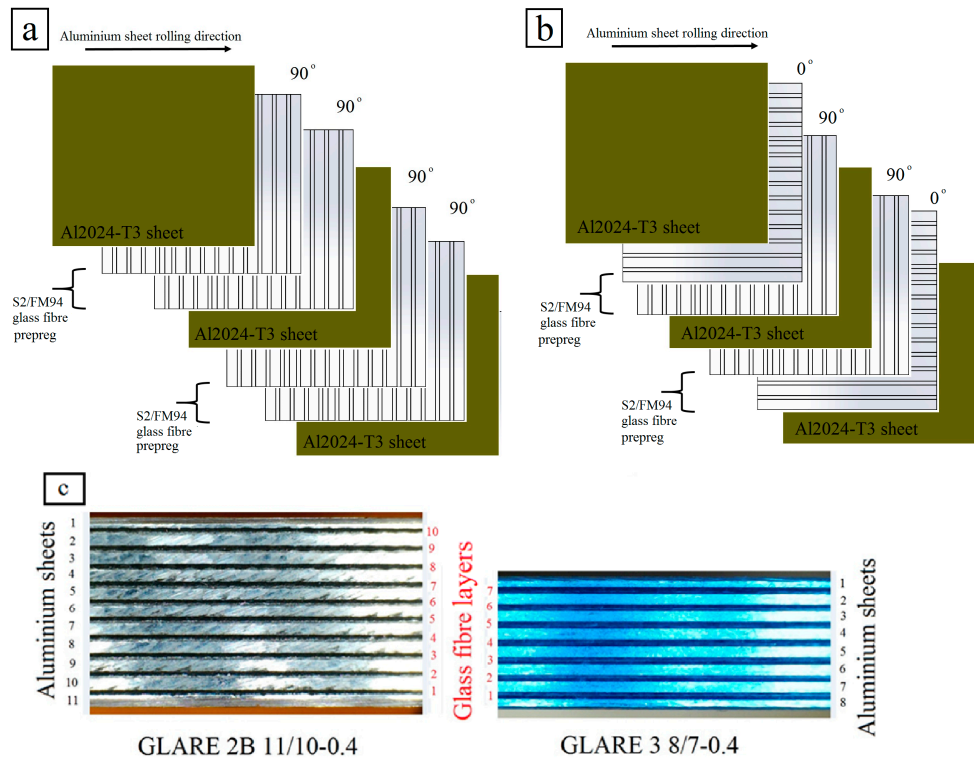 a
Aluminium sheet rolling direction
90°
90°
90°
90°
Al2024-T3 sheet
S2/FM94
glass fibre
prepreg
Al2024-T3 sheet
S2/FM94
glass fibre
prepreg
Al2024-T3 sheet
b
Aluminium sheet rolling direction
0°
90°
90°
0°
Al2024-T3 sheet
S2/FM94
glass fibre
prepreg
Al2024-T3 sheet
S2/FM94
glass fibre
prepreg
Al2024-T3 sheet
c
Aluminium sheets
1
2
3
4
5
6
7
8
9
10
11
10
9
8
7
6
5
4
3
2
1
Glass fibre layers
7
6
5
4
3
2
1
1
2
3
4
5
6
7
8
Aluminium sheets
GLARE 2B 11/10-0.4
GLARE 3 8/7-0.4